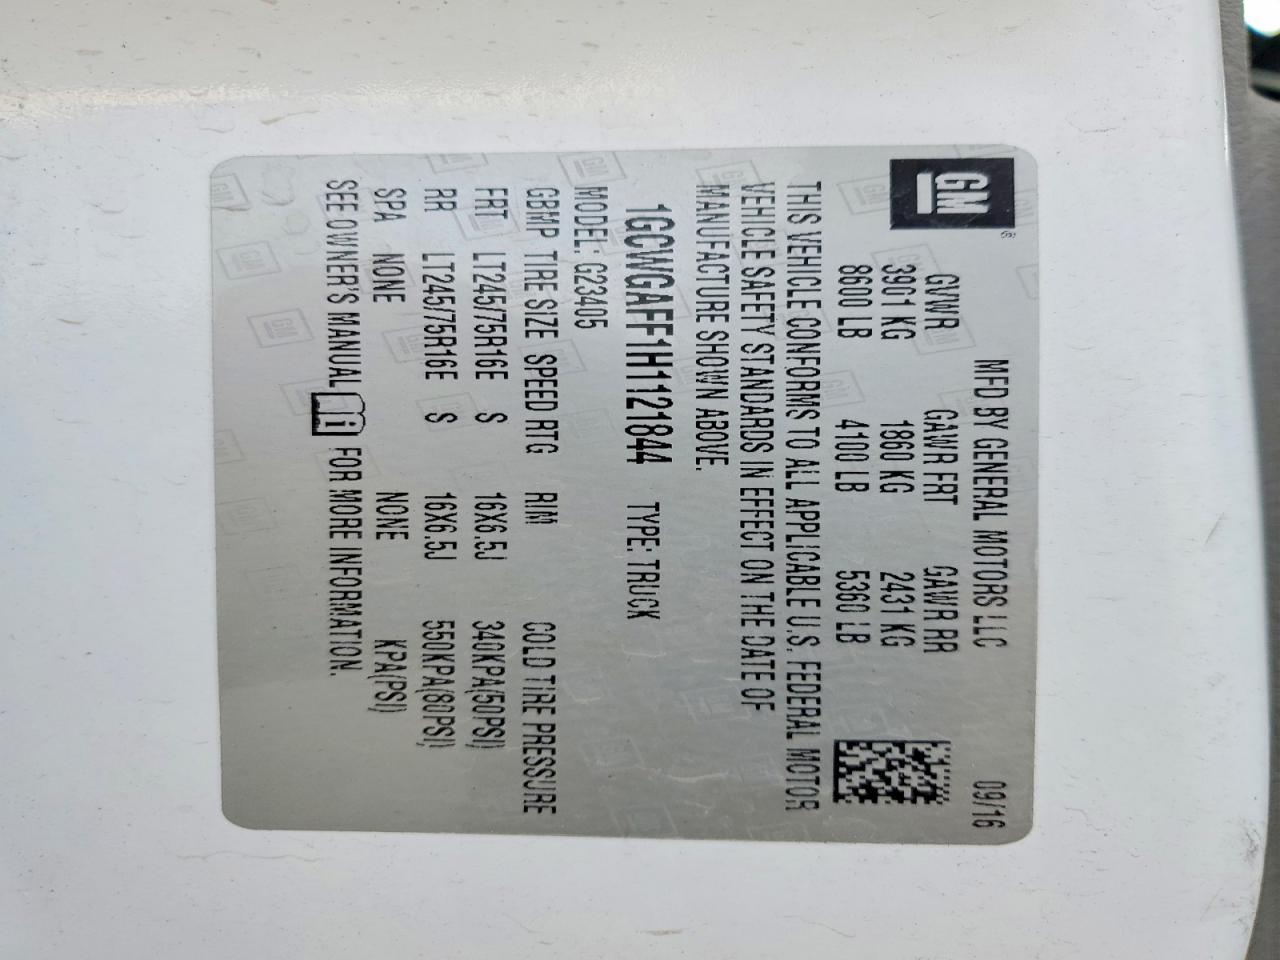 GM
MFD BY GENERAL MOTORS LLC 09/16
GVWR GAWR FRT GAWR RR
3901 KG 1860 KG 2431 KG
8600 LB 4100 LB 5360 LB
THIS VEHICLE CONFORMS TO ALL APPLICABLE U.S. FEDERAL MOTOR
VEHICLE SAFETY STANDARDS IN EFFECT ON THE DATE OF
MANUFACTURE SHOWN ABOVE.
1GCWGAFF1H1121844 TYPE: TRUCK
MODEL: G23405
GBMP TIRE SIZE SPEED RTG RIM COLD TIRE PRESSURE
FRT LT245/75R16E S 16X6.5J 340KPA(50PSI)
RR LT245/75R16E S 16X6.5J 550KPA(80PSI)
SPA NONE NONE KPA(PSI)
SEE OWNER'S MANUAL i FOR MORE INFORMATION.